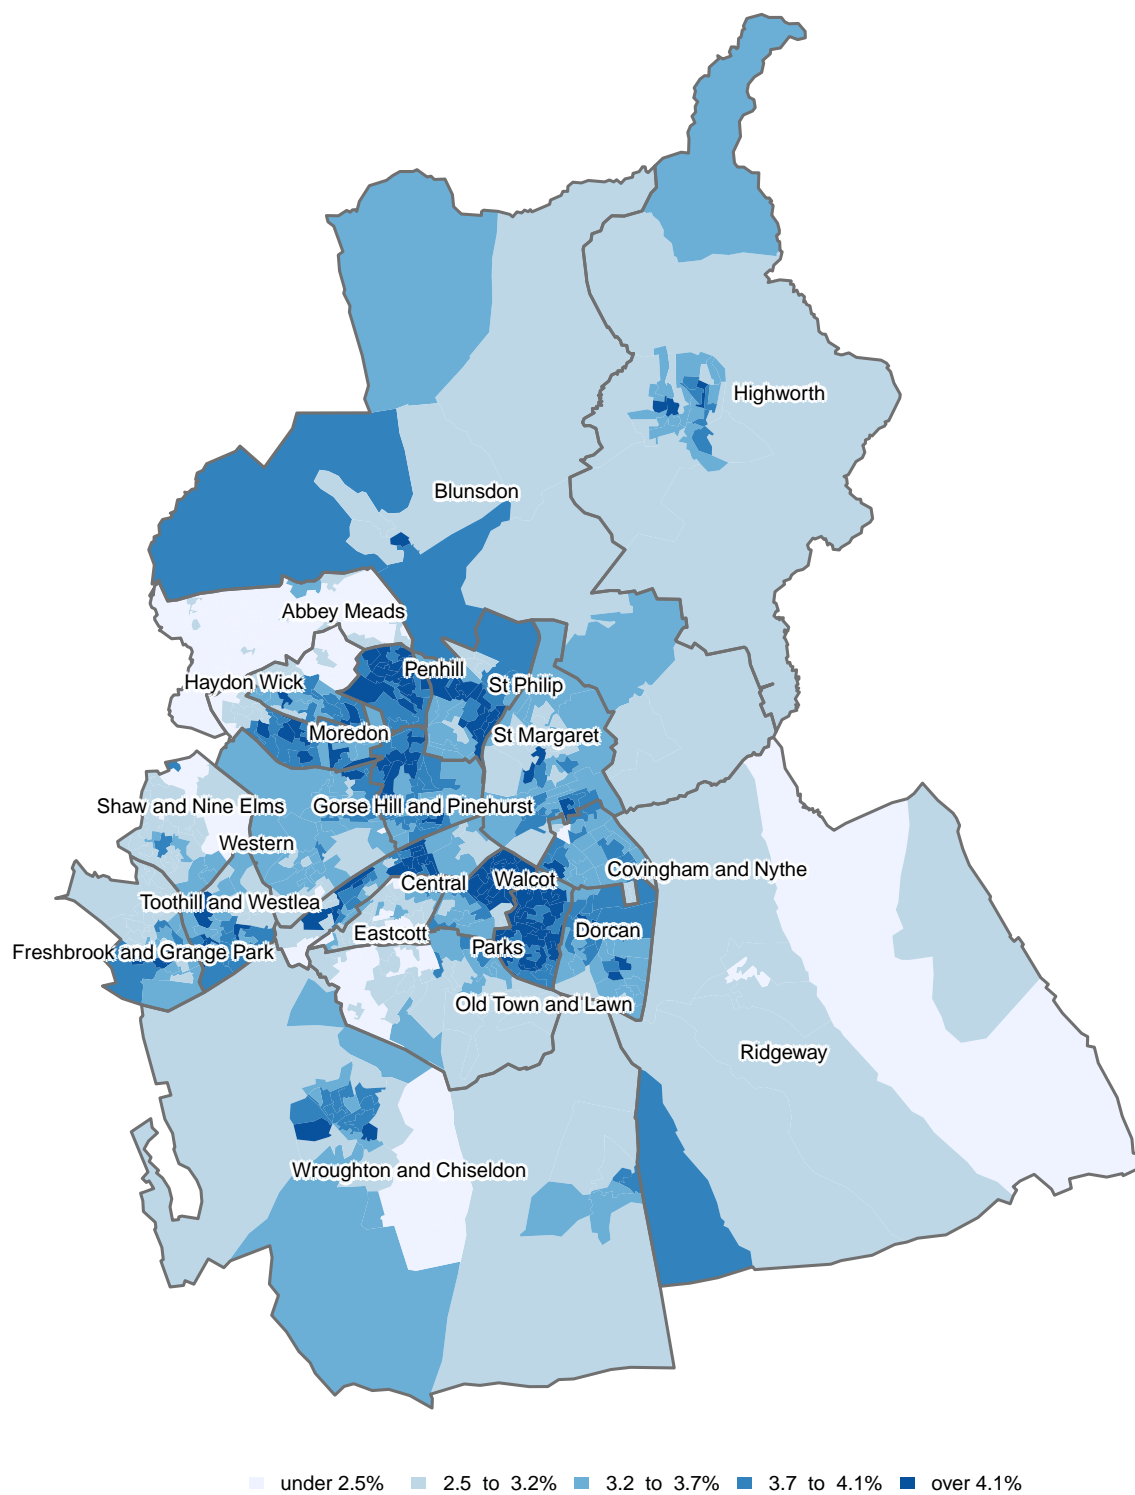 Highworth
Blunsdon
Abbey Meads
Penhill
Haydon Wick
St Philip
Moredon
St Margaret
Shaw and Nine Elms
Gorse Hill and Pinehurst
Western
Covingham and Nythe
Central
Walcot
Toothill and Westlea
Eastcott
Dorcan
Parks
Freshbrook and Grange Park
Old Town and Lawn
Ridgeway
Wroughton and Chiseldon
under 2.5% 2.5 to 3.2% 3.2 to 3.7% 3.7 to 4.1% over 4.1%